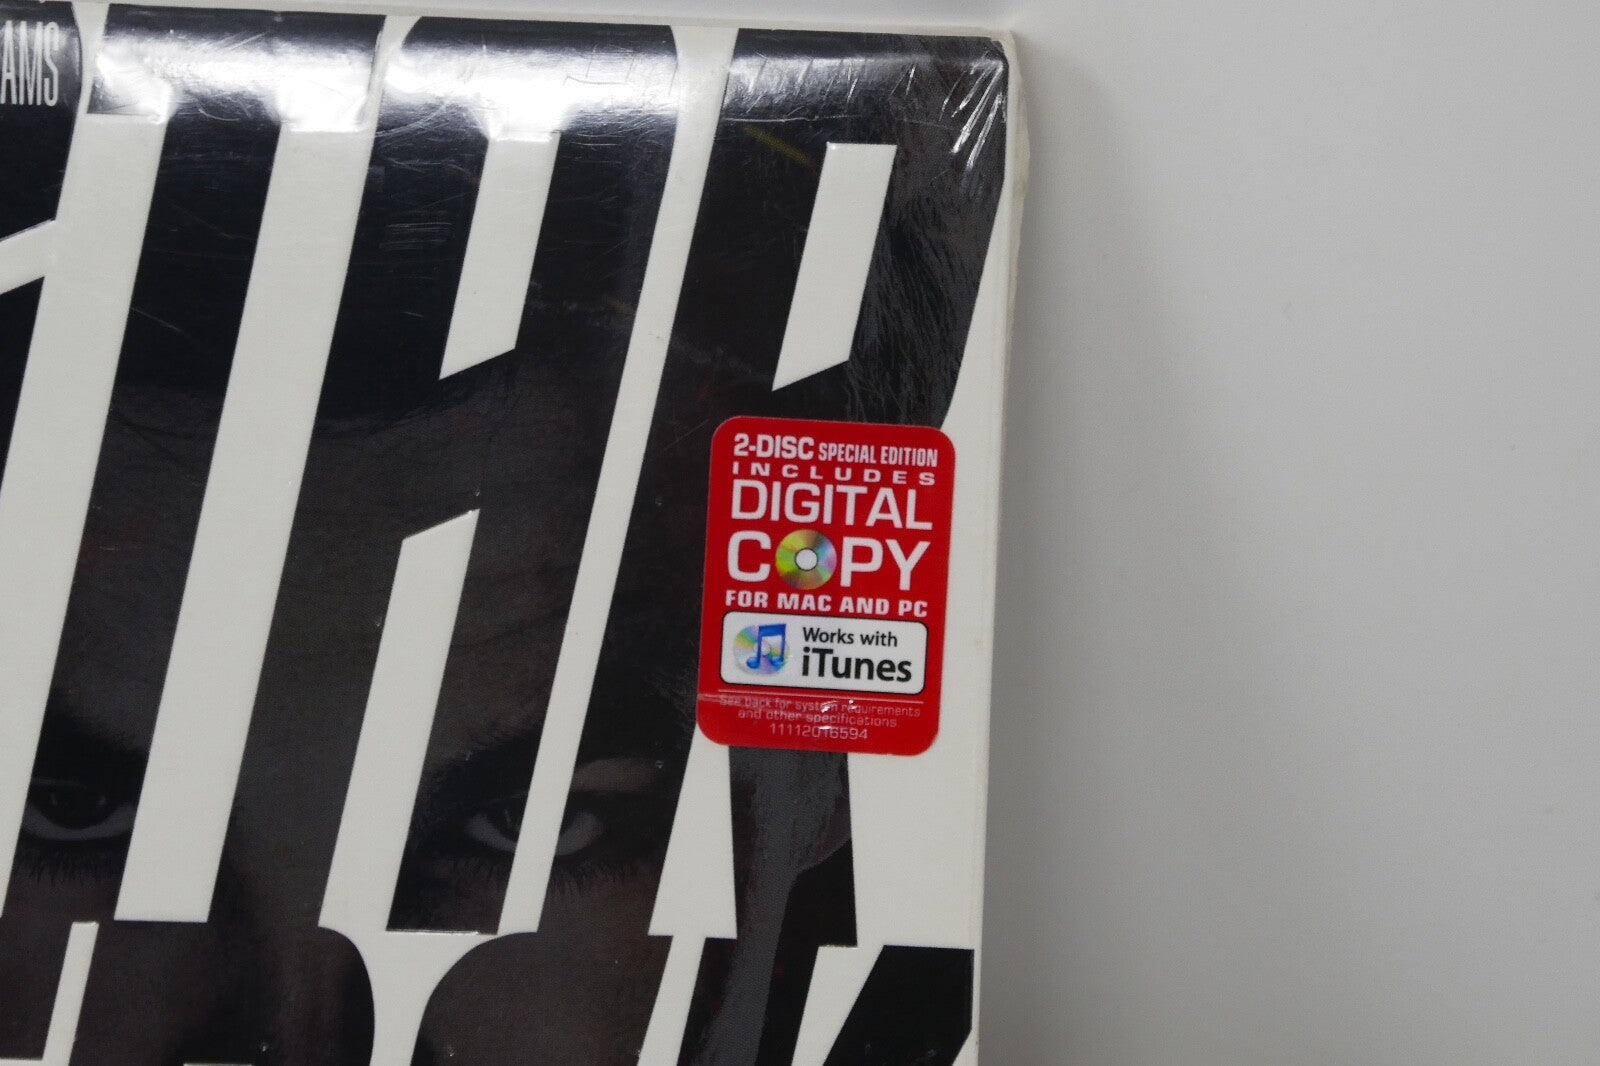 AMS
2-DISC SPECIAL EDITION
INCLUDES
DIGITAL
COPY
FOR MAC AND PC
Works with
iTunes
See back for system requirements
and other specifications
11112016594